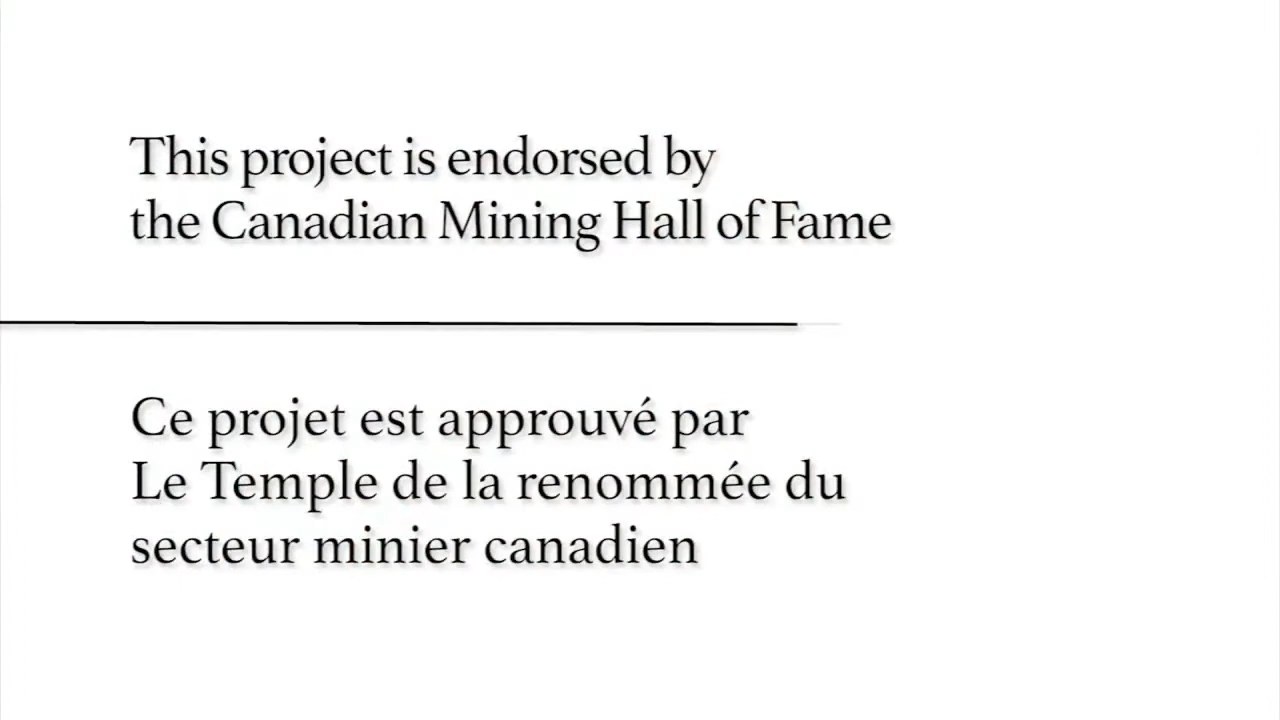 This project is endorsed by
the Canadian Mining Hall of Fame
Ce projet est approuvé par
Le Temple de la renommée du
secteur minier canadien